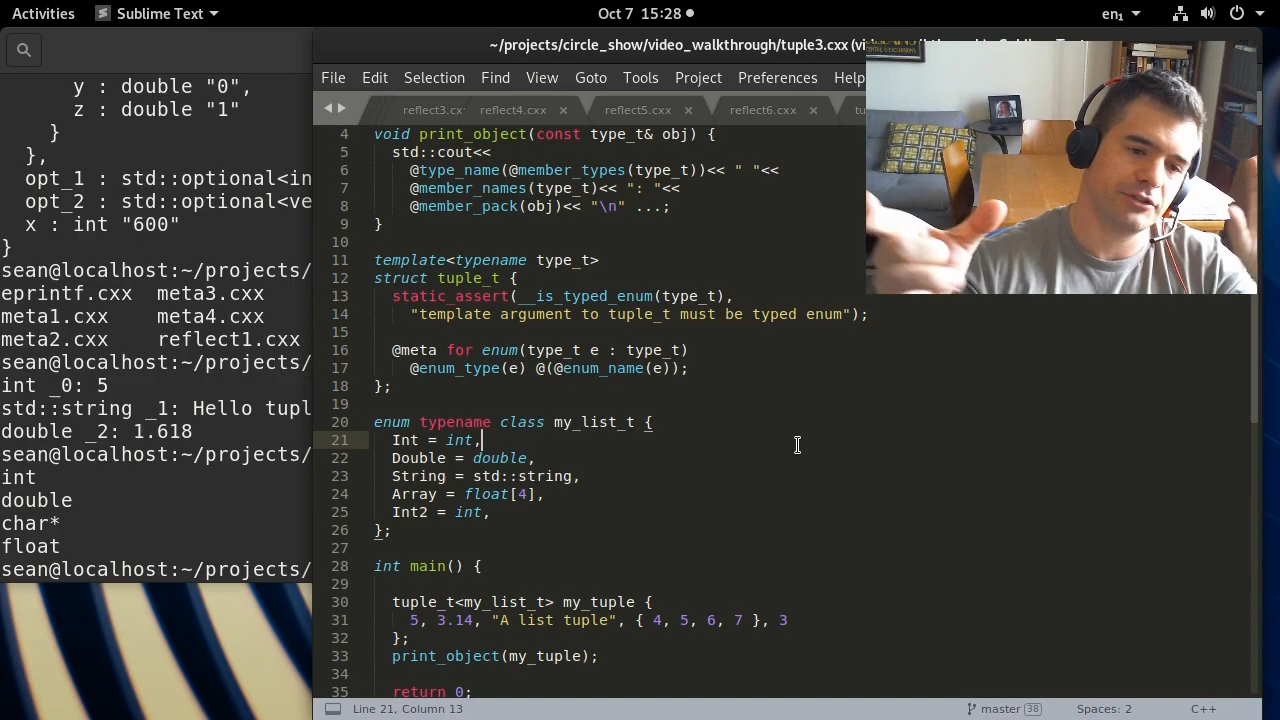 Activities Sublime Text Oct 7 15:28 en₁
~/projects/circle_show/video_walkthrough/tuple3.cxx
File Edit Selection Find View Goto Tools Project Preferences Help
reflect3.cx reflect4.cxx × reflect5.cxx × reflect6.cxx × tu
y : double "0",
z : double "1"
}
},
opt_1 : std::optional<in
opt_2 : std::optional<ve
x : int "600"
}
sean@localhost:~/projects/
eprintf.cxx meta3.cxx
meta1.cxx meta4.cxx
meta2.cxx reflect1.cxx
sean@localhost:~/projects/
int _0: 5
std::string _1: Hello tupl
double _2: 1.618
sean@localhost:~/projects/
int
double
char*
float
sean@localhost:~/projects/
4 void print_object(const type_t& obj) {
5 std::cout<<
6 @type_name(@member_types(type_t))<< " "<<
7 @member_names(type_t)<< ": "<<
8 @member_pack(obj)<< "\n" ...;
9 }
10
11 template<typename type_t>
12 struct tuple_t {
13 static_assert(__is_typed_enum(type_t),
14 "template argument to tuple_t must be typed enum");
15
16 @meta for enum(type_t e : type_t)
17 @enum_type(e) @(@enum_name(e));
18 };
19
20 enum typename class my_list_t {
21 Int = int,
22 Double = double,
23 String = std::string,
24 Array = float[4],
25 Int2 = int,
26 };
27
28 int main() {
29
30 tuple_t<my_list_t> my_tuple {
31 5, 3.14, "A list tuple", { 4, 5, 6, 7 }, 3
32 };
33 print_object(my_tuple);
34
35 return 0;
Line 21, Column 13 master 38 Spaces: 2 C++